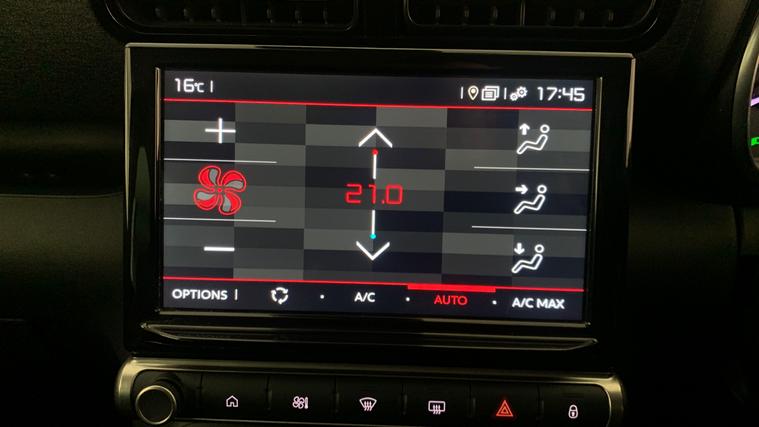 16°C 17:45
21.0
OPTIONS A/C AUTO A/C MAX